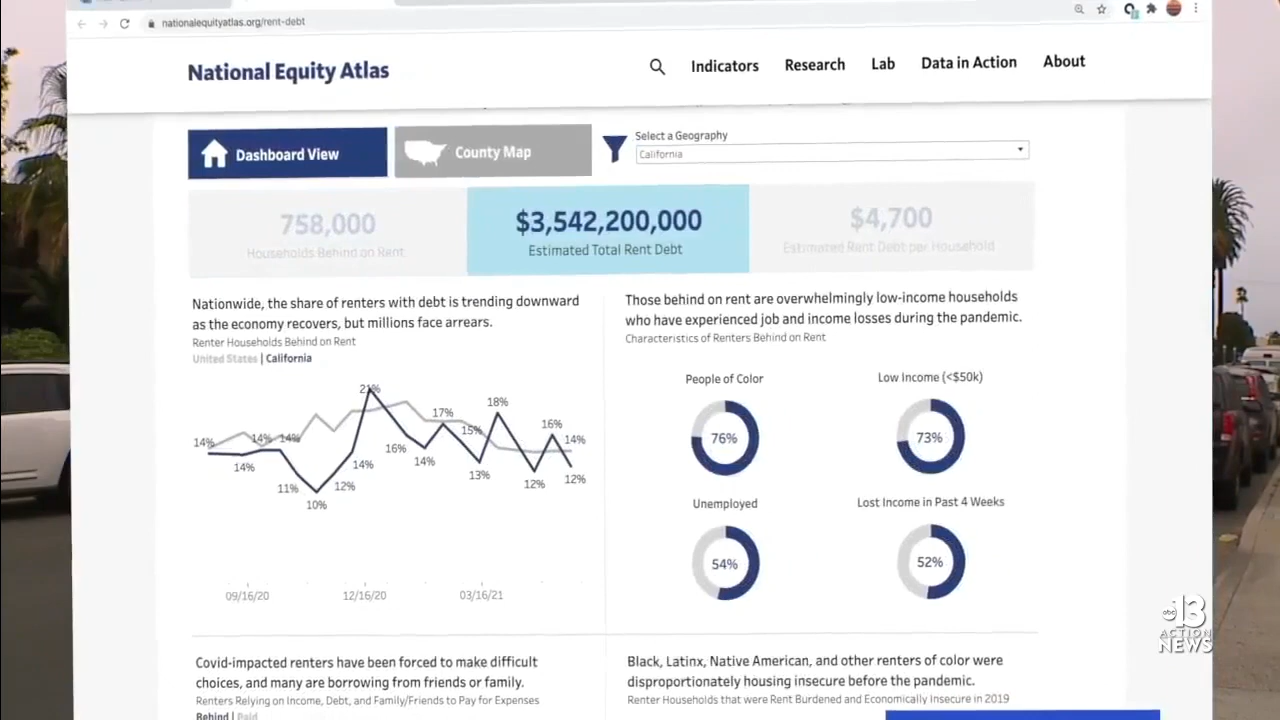 nationalequityatlas.org/rent-debt
National Equity Atlas
Indicators
Research
Lab
Data in Action
About
Dashboard View
County Map
Select a Geography
California
758,000
Households Behind on Rent
$3,542,200,000
Estimated Total Rent Debt
$4,700
Estimated Rent Debt per Household
Nationwide, the share of renters with debt is trending downward
as the economy recovers, but millions face arrears.
Renter Households Behind on Rent
United States | California
21%
18%
17%
16%
15%
14%
14%
14%
14%
14%
16%
14%
14%
13%
12%
12%
12%
11%
10%
09/16/20
12/16/20
03/16/21
Those behind on rent are overwhelmingly low-income households
who have experienced job and income losses during the pandemic.
Characteristics of Renters Behind on Rent
People of Color
Low Income (<$50k)
76%
73%
Unemployed
Lost Income in Past 4 Weeks
54%
52%
Covid-impacted renters have been forced to make difficult
choices, and many are borrowing from friends or family.
Renters Relying on Income, Debt, and Family/Friends to Pay for Expenses
Behind | Paid
Black, Latinx, Native American, and other renters of color were
disproportionately housing insecure before the pandemic.
Renter Households that were Rent Burdened and Economically Insecure in 2019
abc 13
ACTION
NEWS